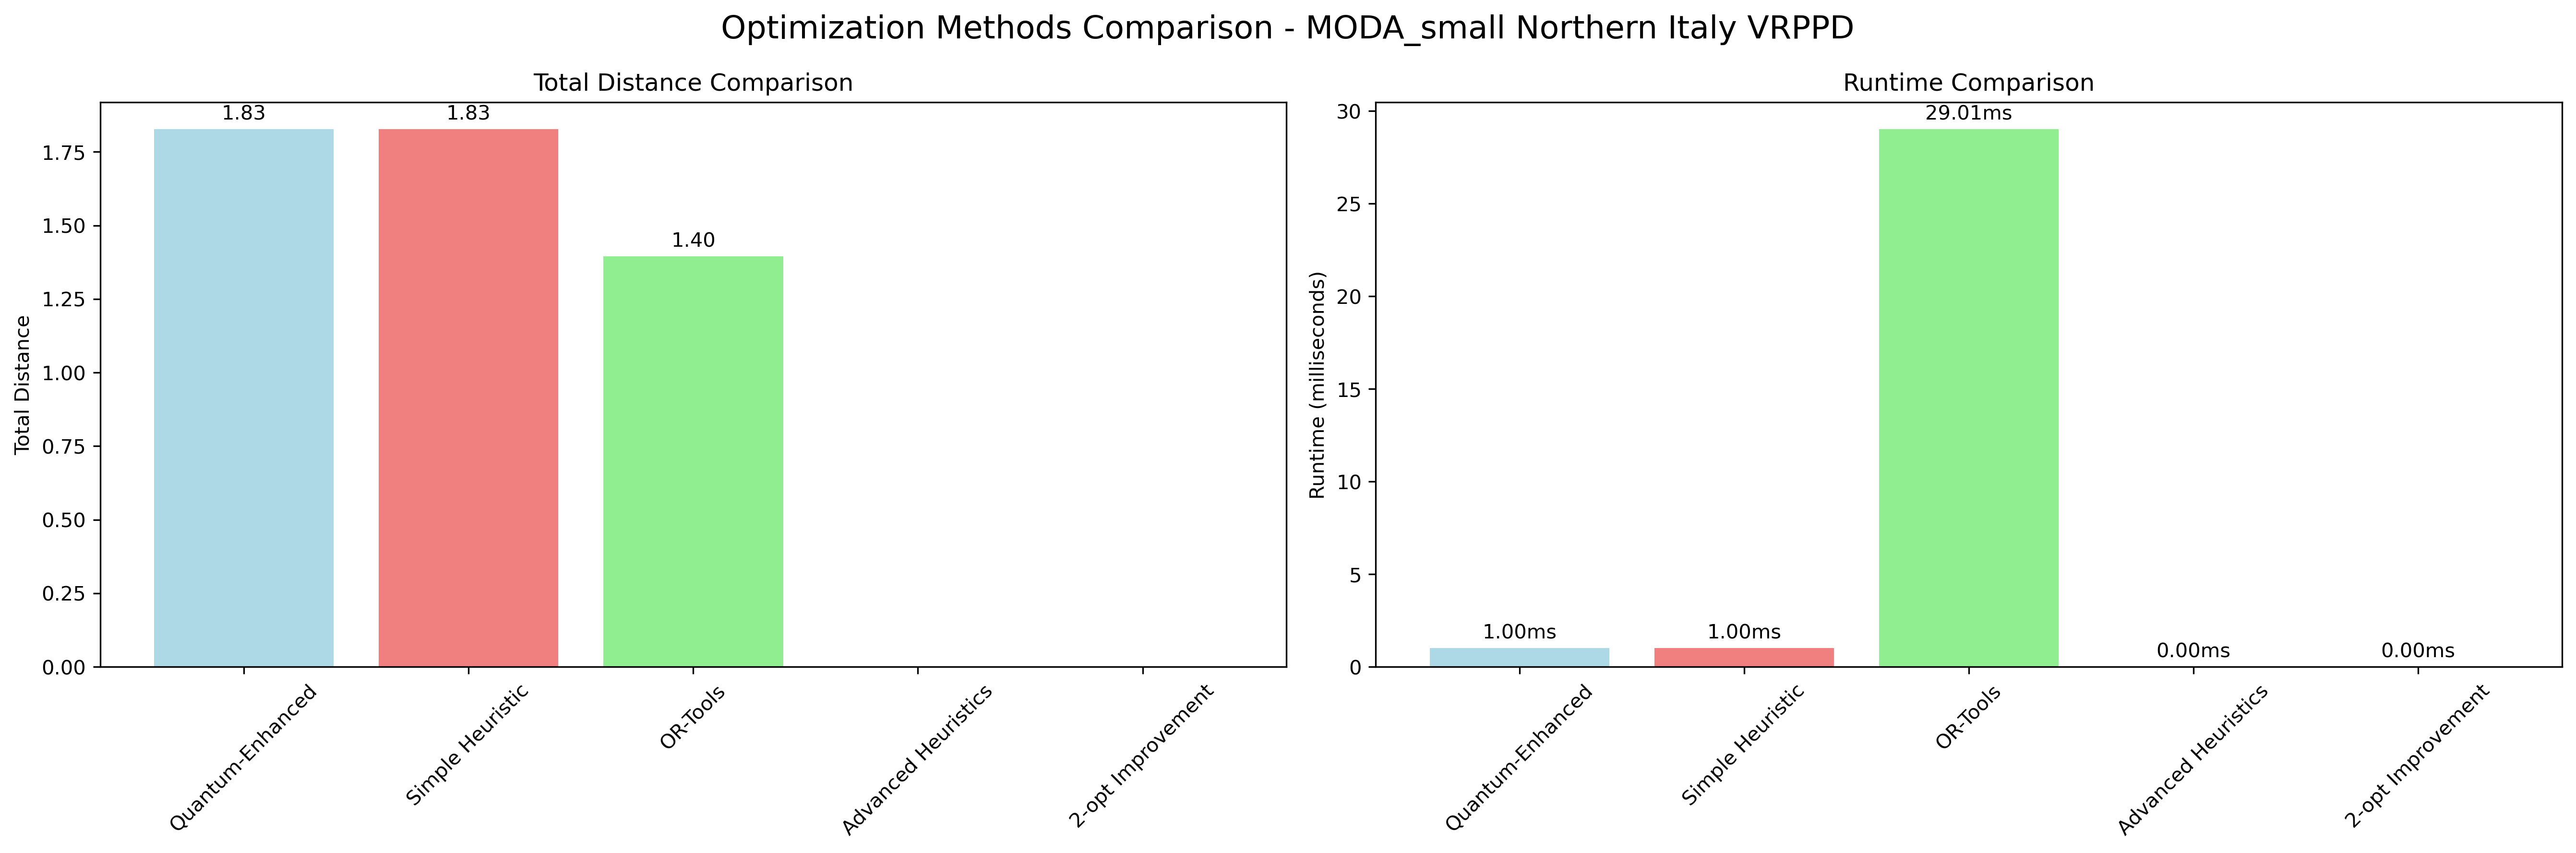 Optimization Methods Comparison - MODA_small Northern Italy VRPPD
Total Distance Comparison
1.83
1.83
1.40
1.75
1.50
1.25
1.00
0.75
0.50
0.25
0.00
Total Distance
Quantum-Enhanced
Simple Heuristic
OR-Tools
Advanced Heuristics
2-opt Improvement
Runtime Comparison
29.01ms
1.00ms
1.00ms
0.00ms
0.00ms
30
25
20
15
10
5
0
Runtime (milliseconds)
Quantum-Enhanced
Simple Heuristic
OR-Tools
Advanced Heuristics
2-opt Improvement